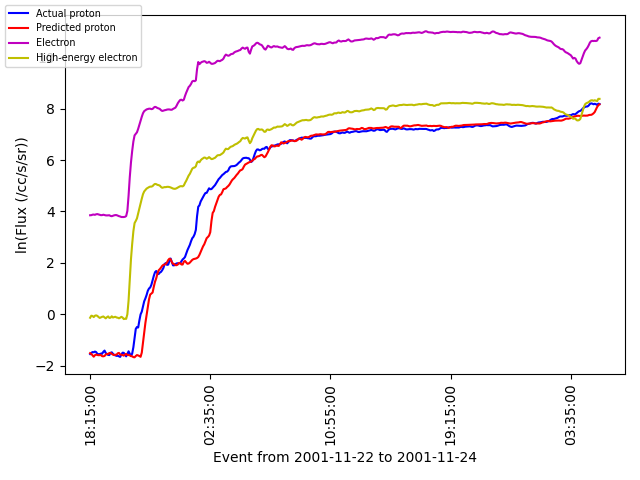 Actual proton
Predicted proton
Electron
High-energy electron
ln(Flux (/cc/s/sr))
8
6
4
2
0
−2
18:15:00
02:35:00
10:55:00
19:15:00
03:35:00
Event from 2001-11-22 to 2001-11-24